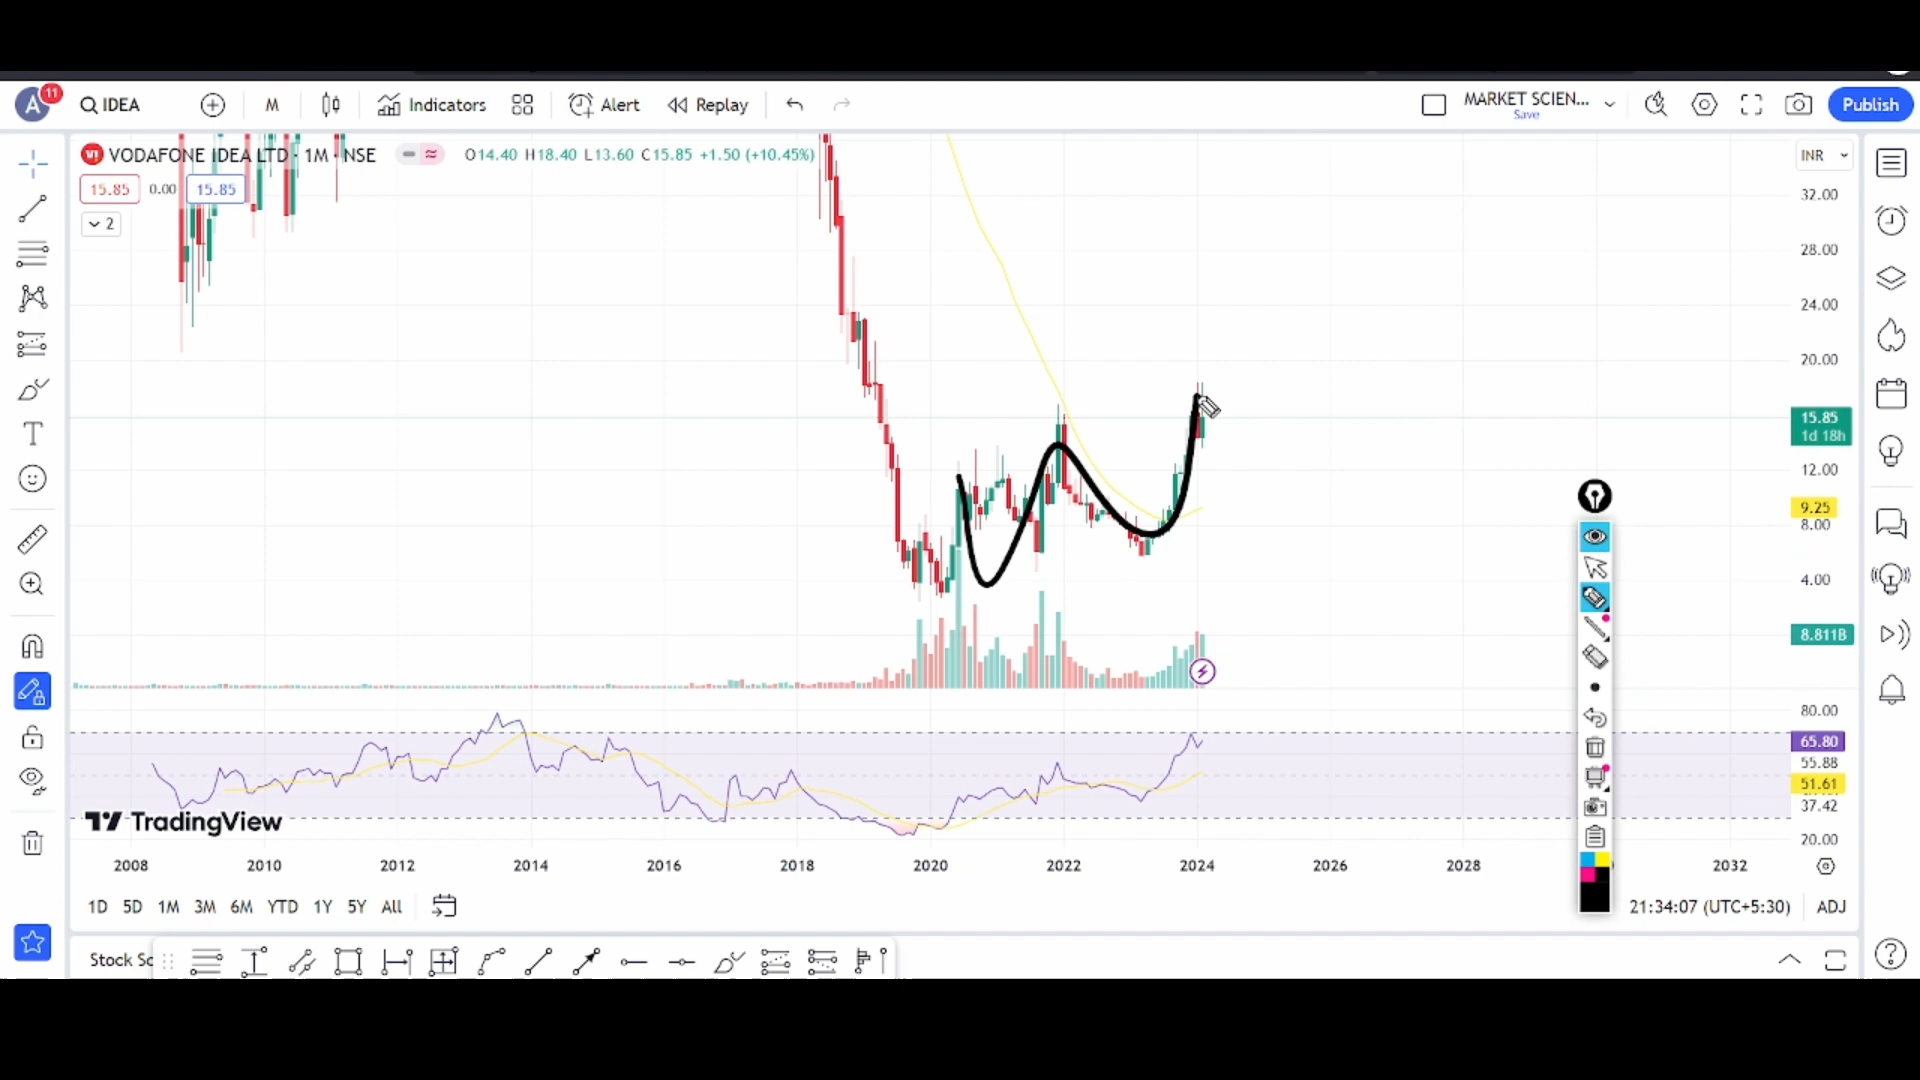 A 11 IDEA M Indicators Alert Replay MARKET SCIEN... Save Publish
VODAFONE IDEA LTD · 1M · NSE O14.40 H18.40 L13.60 C15.85 +1.50 (+10.45%) INR
15.85 0.00 15.85
2
32.00
28.00
24.00
20.00
15.85
1d 18h
12.00
9.25
8.00
4.00
8.811B
80.00
65.80
55.88
51.61
37.42
20.00
TradingView
2008 2010 2012 2014 2016 2018 2020 2022 2024 2026 2028 2032
1D 5D 1M 3M 6M YTD 1Y 5Y All 21:34:07 (UTC+5:30) ADJ
Stock Sc